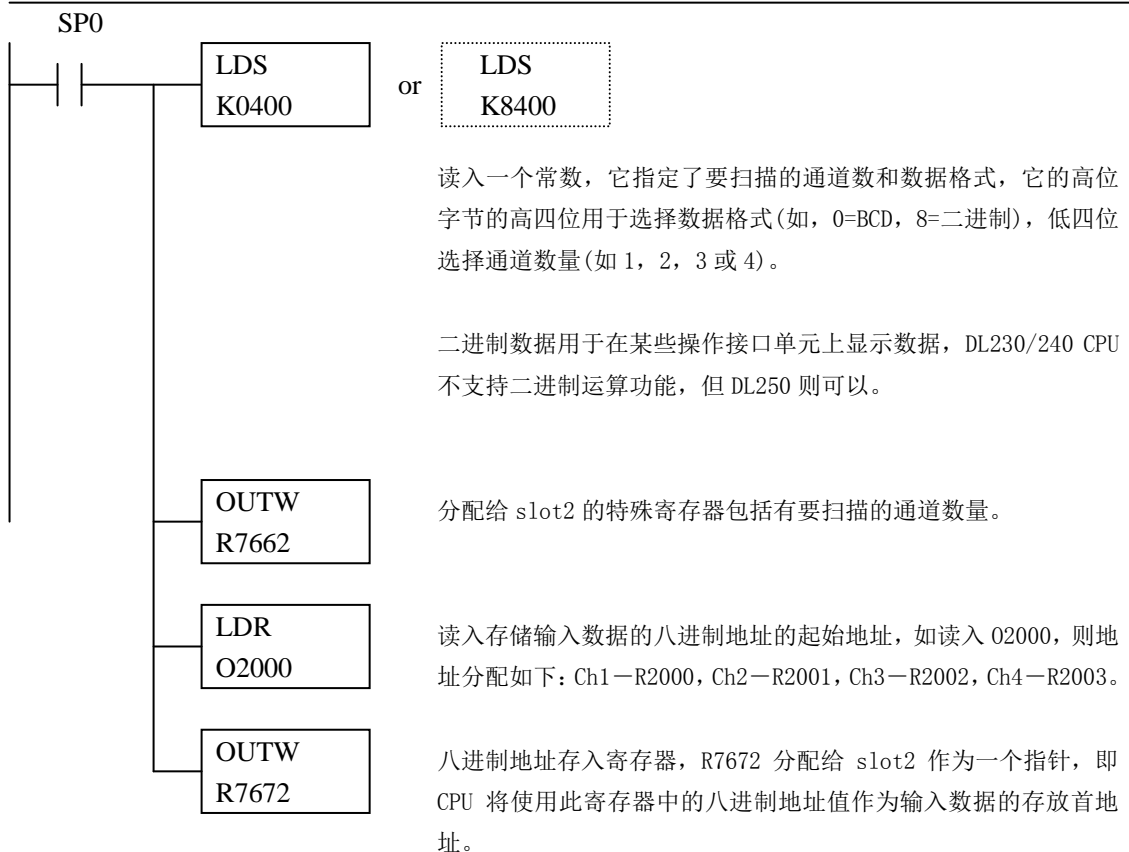 SP0
LDS
K0400
or
LDS
K8400
读入一个常数，它指定了要扫描的通道数和数据格式，它的高位
字节的高四位用于选择数据格式(如，0=BCD，8=二进制)，低四位
选择通道数量(如 1，2，3 或 4)。
二进制数据用于在某些操作接口单元上显示数据，DL230/240 CPU
不支持二进制运算功能，但 DL250 则可以。
OUTW
R7662
分配给 slot2 的特殊寄存器包括有要扫描的通道数量。
LDR
O2000
读入存储输入数据的八进制地址的起始地址，如读入 O2000，则地
址分配如下：Ch1－R2000，Ch2－R2001，Ch3－R2002，Ch4－R2003。
OUTW
R7672
八进制地址存入寄存器，R7672 分配给 slot2 作为一个指针，即
CPU 将使用此寄存器中的八进制地址值作为输入数据的存放首地
址。